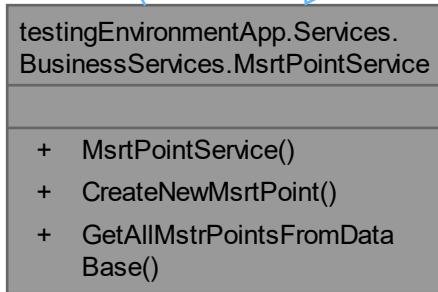 testingEnvironmentApp.Services.
BusinessServices.MsrtPointService
+ MsrtPointService()
+ CreateNewMsrtPoint()
+ GetAllMstrPointsFromData
Base()